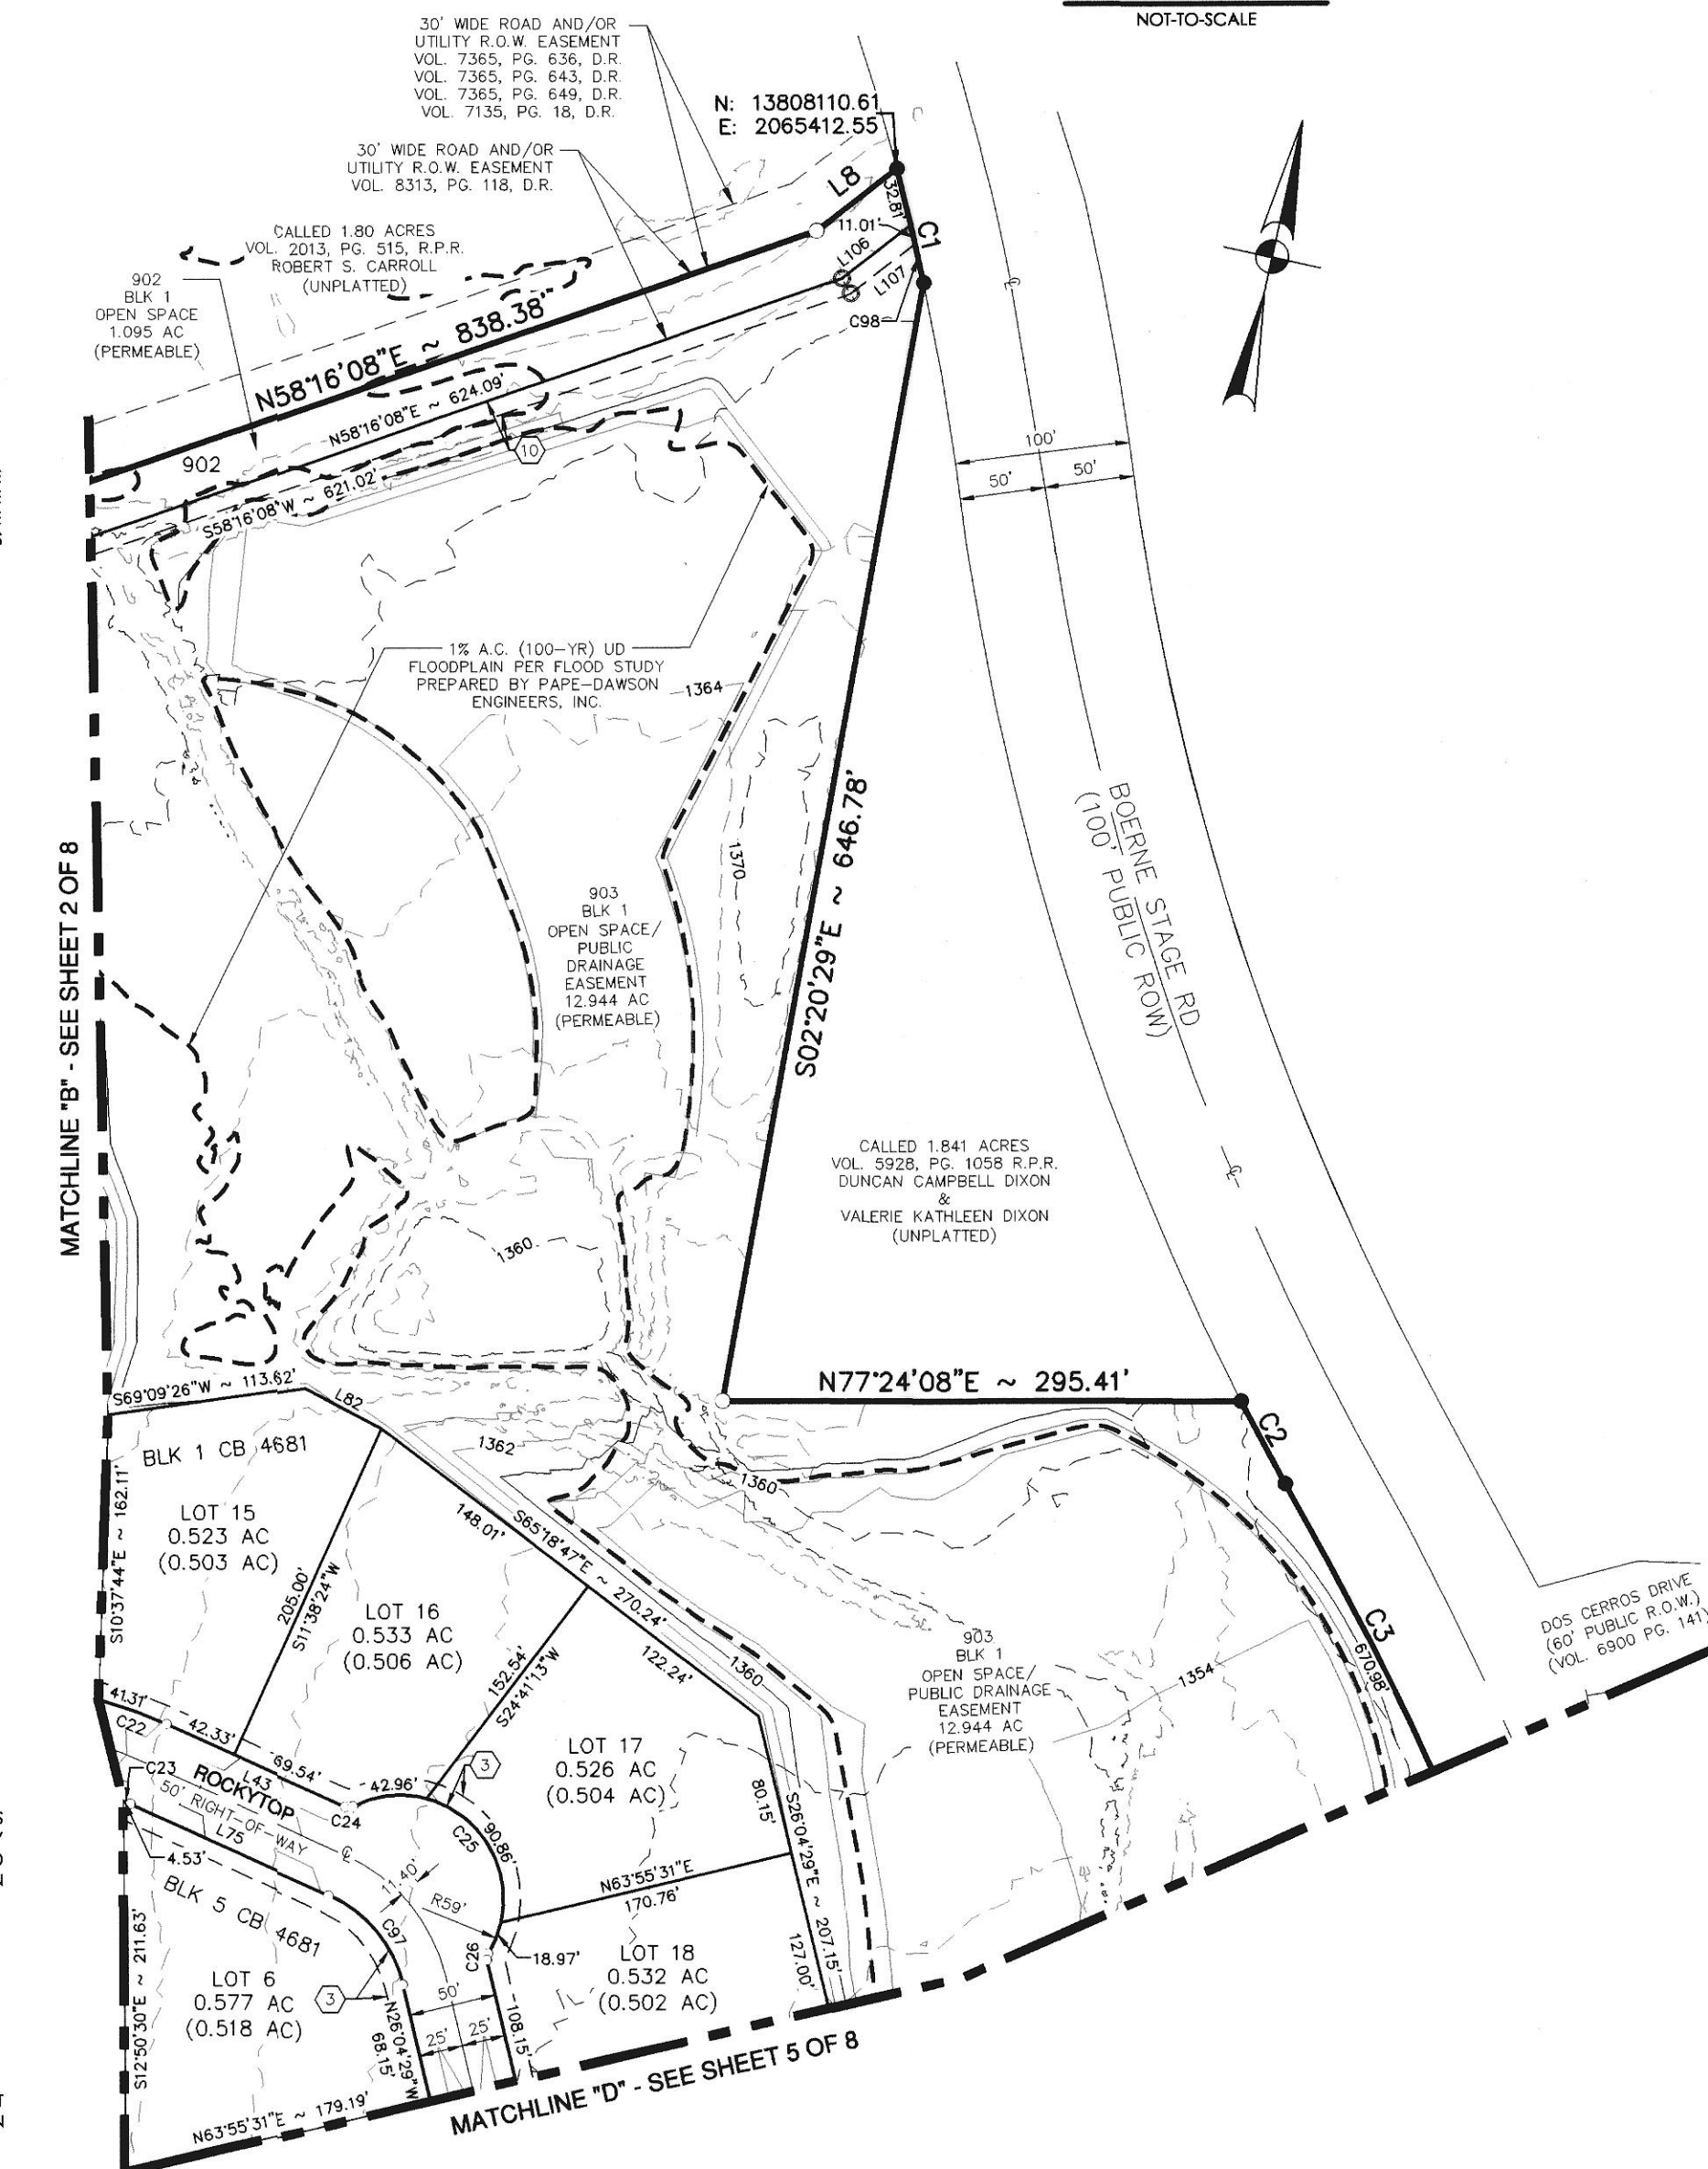 NOT-TO-SCALE
30' WIDE ROAD AND/OR
UTILITY R.O.W. EASEMENT
VOL. 7365, PG. 636, D.R.
VOL. 7365, PG. 643, D.R.
VOL. 7365, PG. 649, D.R.
VOL. 7135, PG. 18, D.R.
N: 13808110.61
E: 2065412.55
30' WIDE ROAD AND/OR
UTILITY R.O.W. EASEMENT
VOL. 8313, PG. 118, D.R.
L8
32.81'
C1
11.01'
L106
L107
C98
CALLED 1.80 ACRES
VOL. 2013, PG. 515, R.P.R.
ROBERT S. CARROLL
(UNPLATTED)
902
BLK 1
OPEN SPACE
1.095 AC
(PERMEABLE)
N58°16'08"E ~ 838.38'
N58°16'08"E ~ 624.09'
902
10
S58°16'08"W ~ 621.02'
100'
50'
50'
1% A.C. (100-YR) UD
FLOODPLAIN PER FLOOD STUDY
PREPARED BY PAPE-DAWSON
ENGINEERS, INC.
1364
1370
S02°20'29"E ~ 646.78'
BOERNE STAGE RD
(100' PUBLIC ROW)
MATCHLINE "B" - SEE SHEET 2 OF 8
903
BLK 1
OPEN SPACE/
PUBLIC
DRAINAGE
EASEMENT
12.944 AC
(PERMEABLE)
CALLED 1.841 ACRES
VOL. 5928, PG. 1058 R.P.R.
DUNCAN CAMPBELL DIXON
&
VALERIE KATHLEEN DIXON
(UNPLATTED)
1360
N77°24'08"E ~ 295.41'
S69°09'26"W ~ 113.62'
L82
C2
BLK 1 CB 4681
1362
1360
S10°37'44"E ~ 162.11'
LOT 15
0.523 AC
(0.503 AC)
205.00'
S11°38'24"W
148.01'
S65°18'47"E ~ 270.24'
LOT 16
0.533 AC
(0.506 AC)
152.54'
S24°41'13"W
122.24'
1360
903
BLK 1
OPEN SPACE/
PUBLIC DRAINAGE
EASEMENT
12.944 AC
(PERMEABLE)
1354
C3
670.98'
DOS CERROS DRIVE
(60' PUBLIC R.O.W.)
(VOL. 6900 PG. 141)
41.31'
C22
42.33'
69.54'
42.96'
3
LOT 17
0.526 AC
(0.504 AC)
C23
ROCKYTOP
L43
50' RIGHT-OF-WAY
C24
L75
C25
90.86'
80.15'
S26°04'29"E ~ 207.15'
4.53'
BLK 5 CB 4681
11.40'
R59'
N63°55'31"E
170.76'
C97
C26
18.97'
LOT 18
0.532 AC
(0.502 AC)
127.00'
S12°50'30"E ~ 211.63'
LOT 6
0.577 AC
(0.518 AC)
3
N26°04'29"W
68.15'
50'
25'
25'
108.15'
N63°55'31"E ~ 179.19'
MATCHLINE "D" - SEE SHEET 5 OF 8